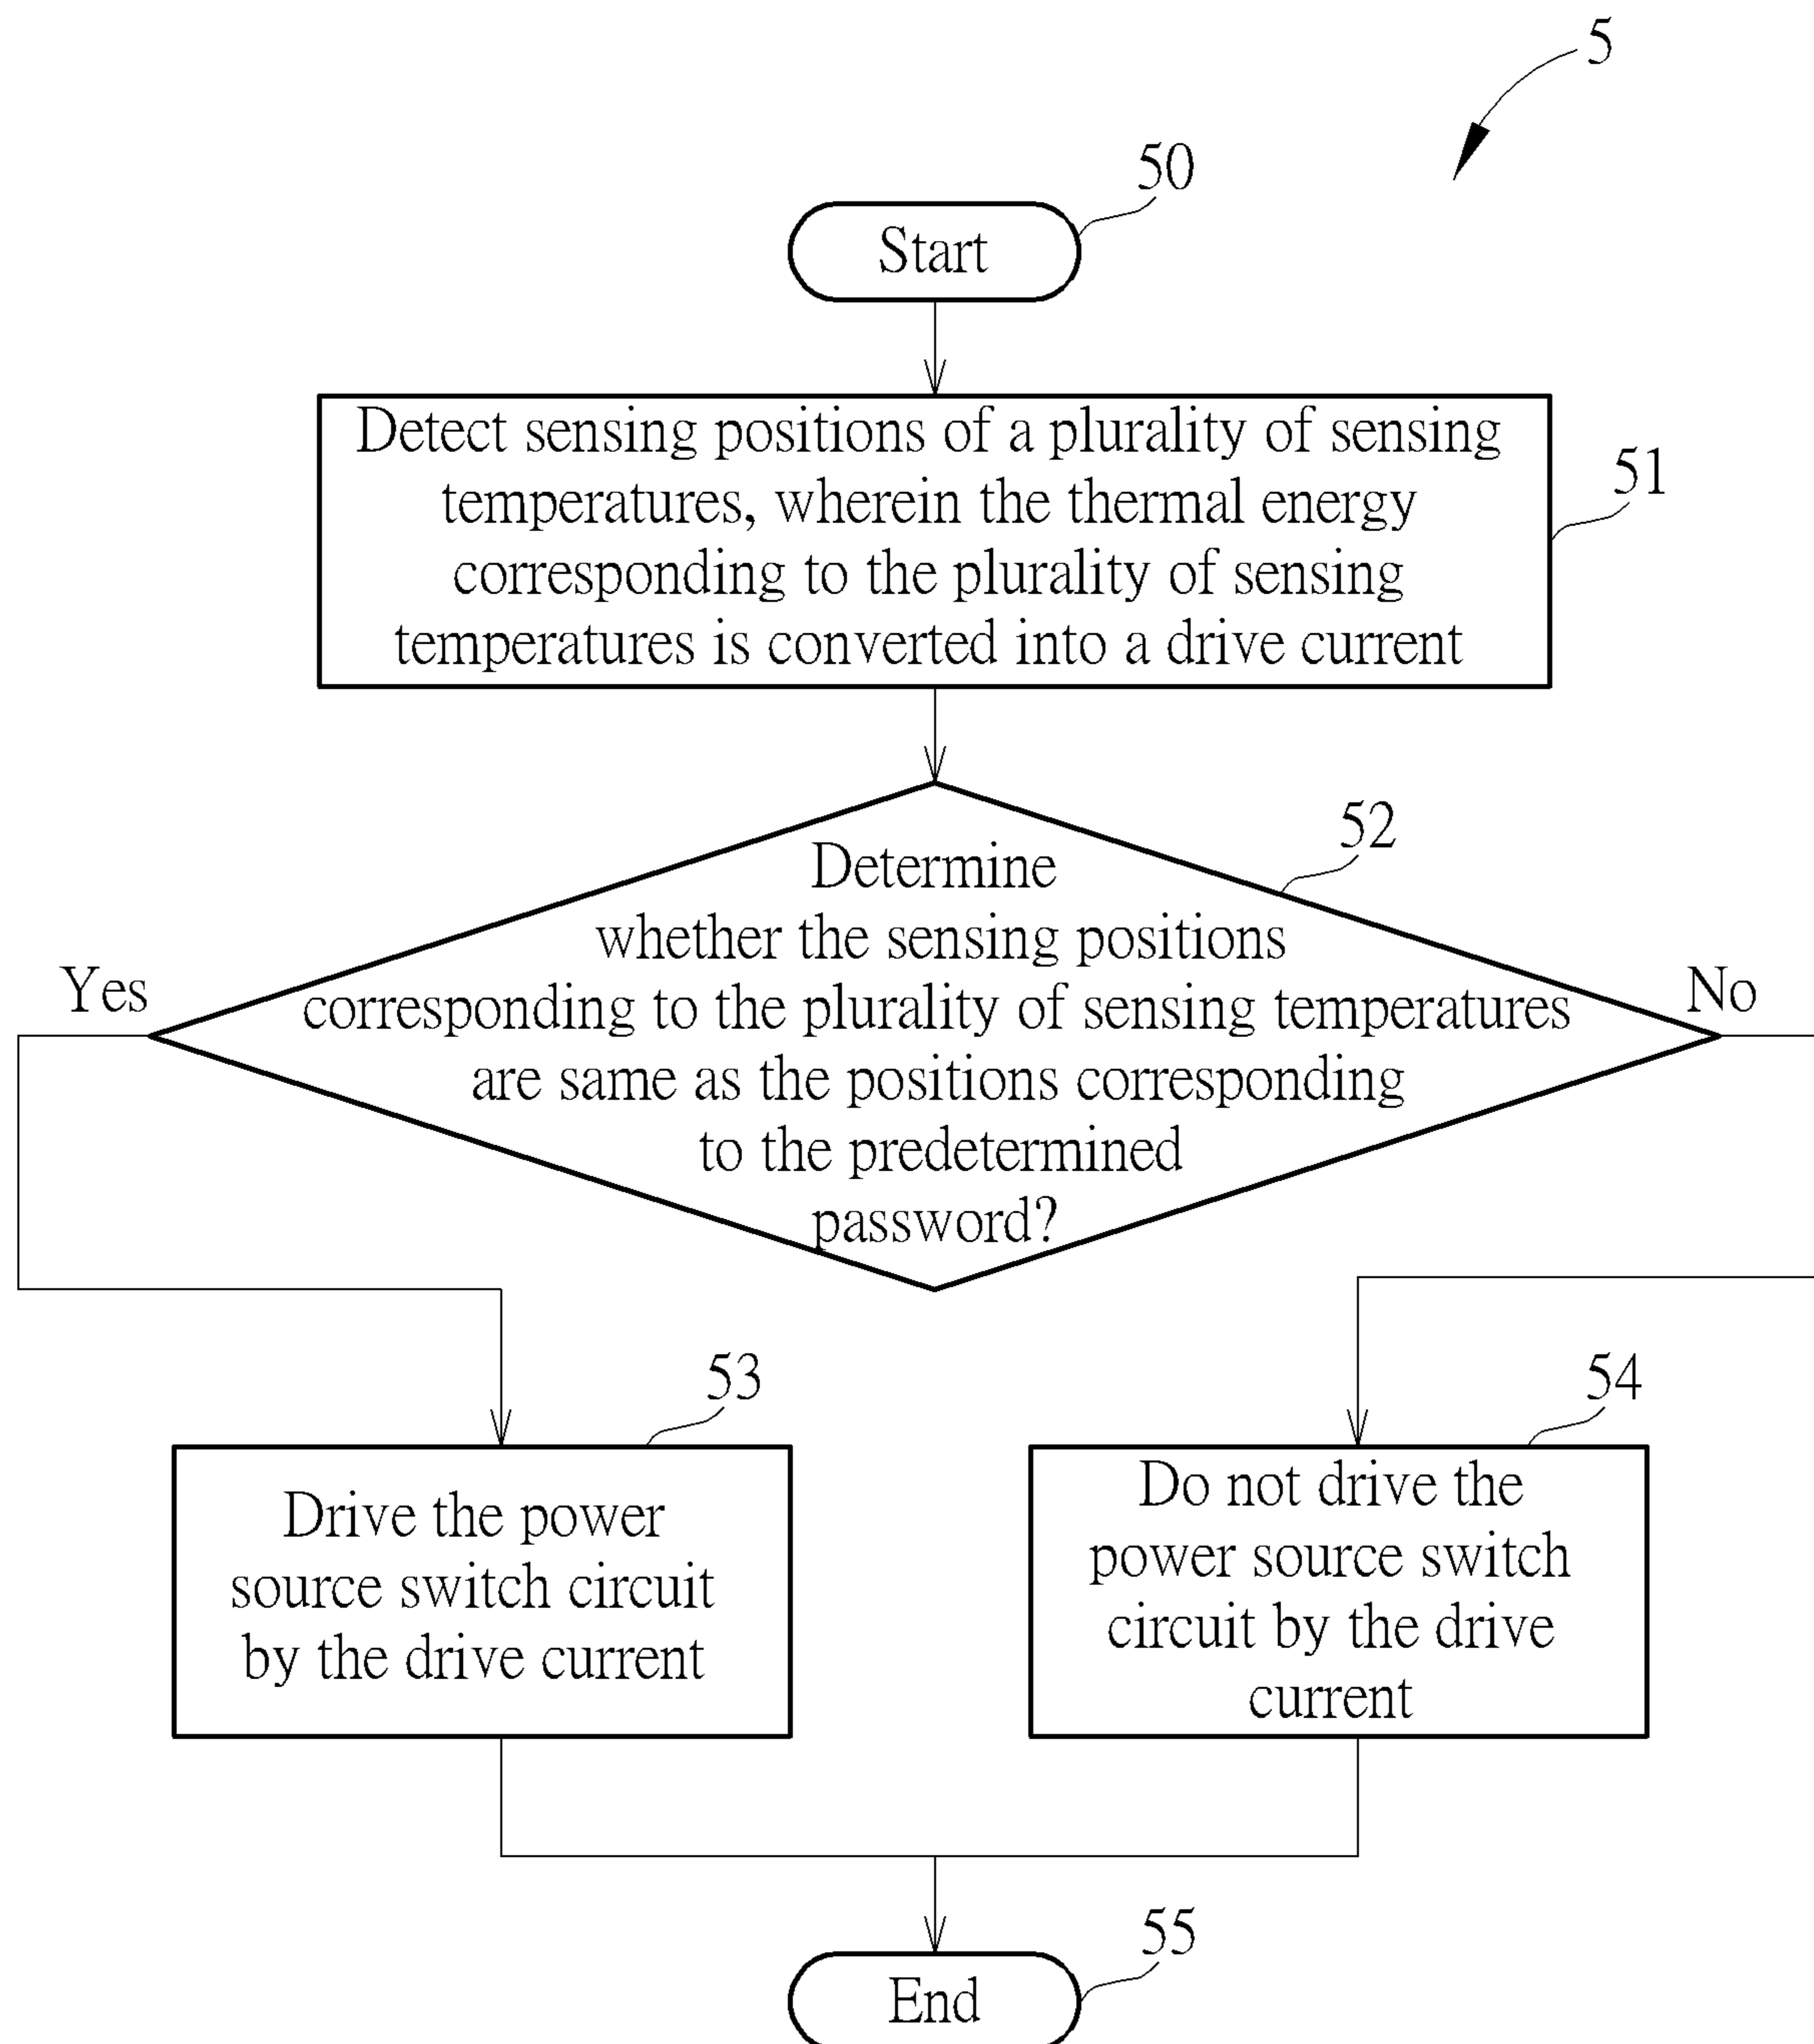 5
50
Start
Detect sensing positions of a plurality of sensing
temperatures, wherein the thermal energy
corresponding to the plurality of sensing
temperatures is converted into a drive current
51
52
Determine
whether the sensing positions
corresponding to the plurality of sensing temperatures
are same as the positions corresponding
to the predetermined
password?
Yes
No
53
Drive the power
source switch circuit
by the drive current
54
Do not drive the
power source switch
circuit by the drive
current
55
End